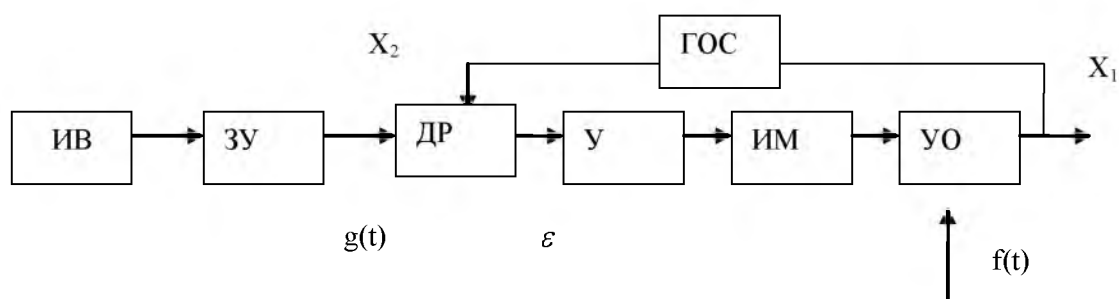 X₂
ГОС
X₁
ИВ
ЗУ
ДР
У
ИМ
УО
g(t)
ε
f(t)